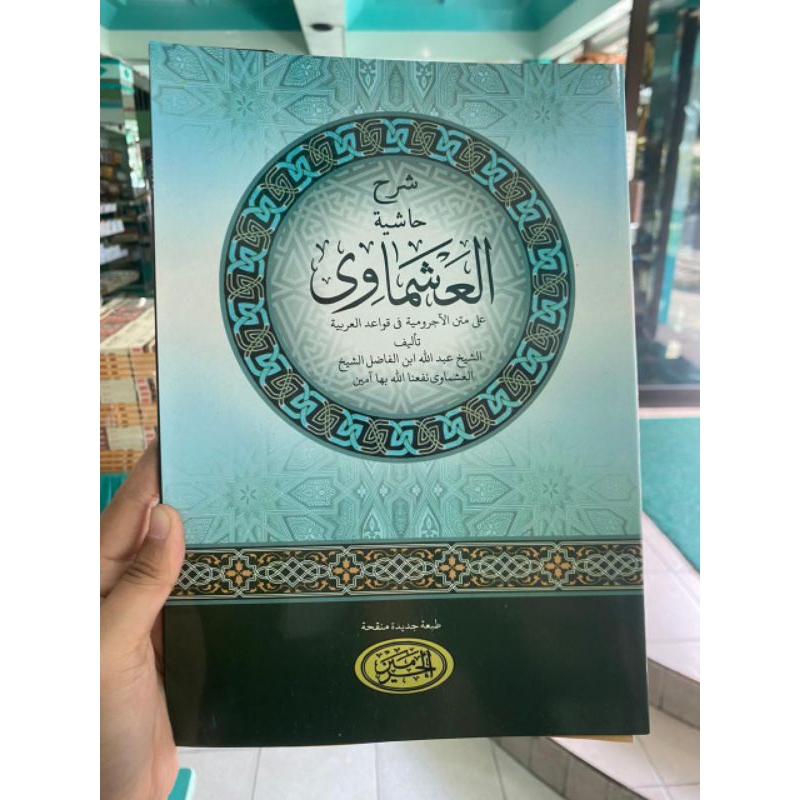 شرح
حاشية
العشماوى
على متن الآجرومية فى قواعد العربية
تأليف
الشيخ عبد الله ابن الفاضل الشيخ
العشماوى نفعنا الله بها آمين
طبعة جديدة منقحة
الحرمين